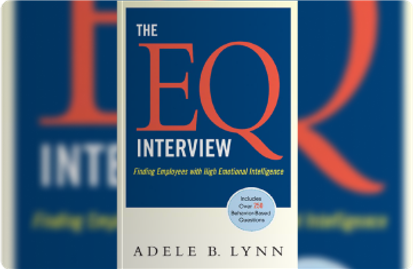 THE
EQ
INTERVIEW
Finding Employees with High Emotional Intelligence
Includes
Over 250
Behavior-Based
Questions
ADELE B. LYNN